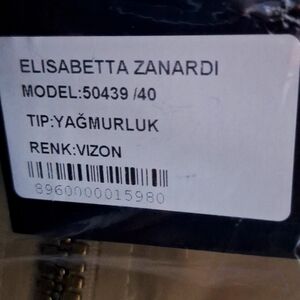 ELISABETTA ZANARDI
MODEL:50439 /40
TIP:YAĞMURLUK
RENK:VIZON
8960000015980